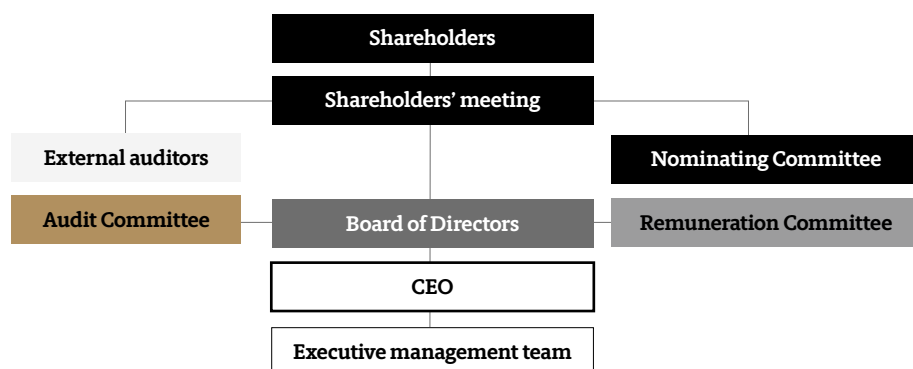 Shareholders
Shareholders’ meeting
External auditors
Nominating Committee
Audit Committee
Board of Directors
Remuneration Committee
CEO
Executive management team